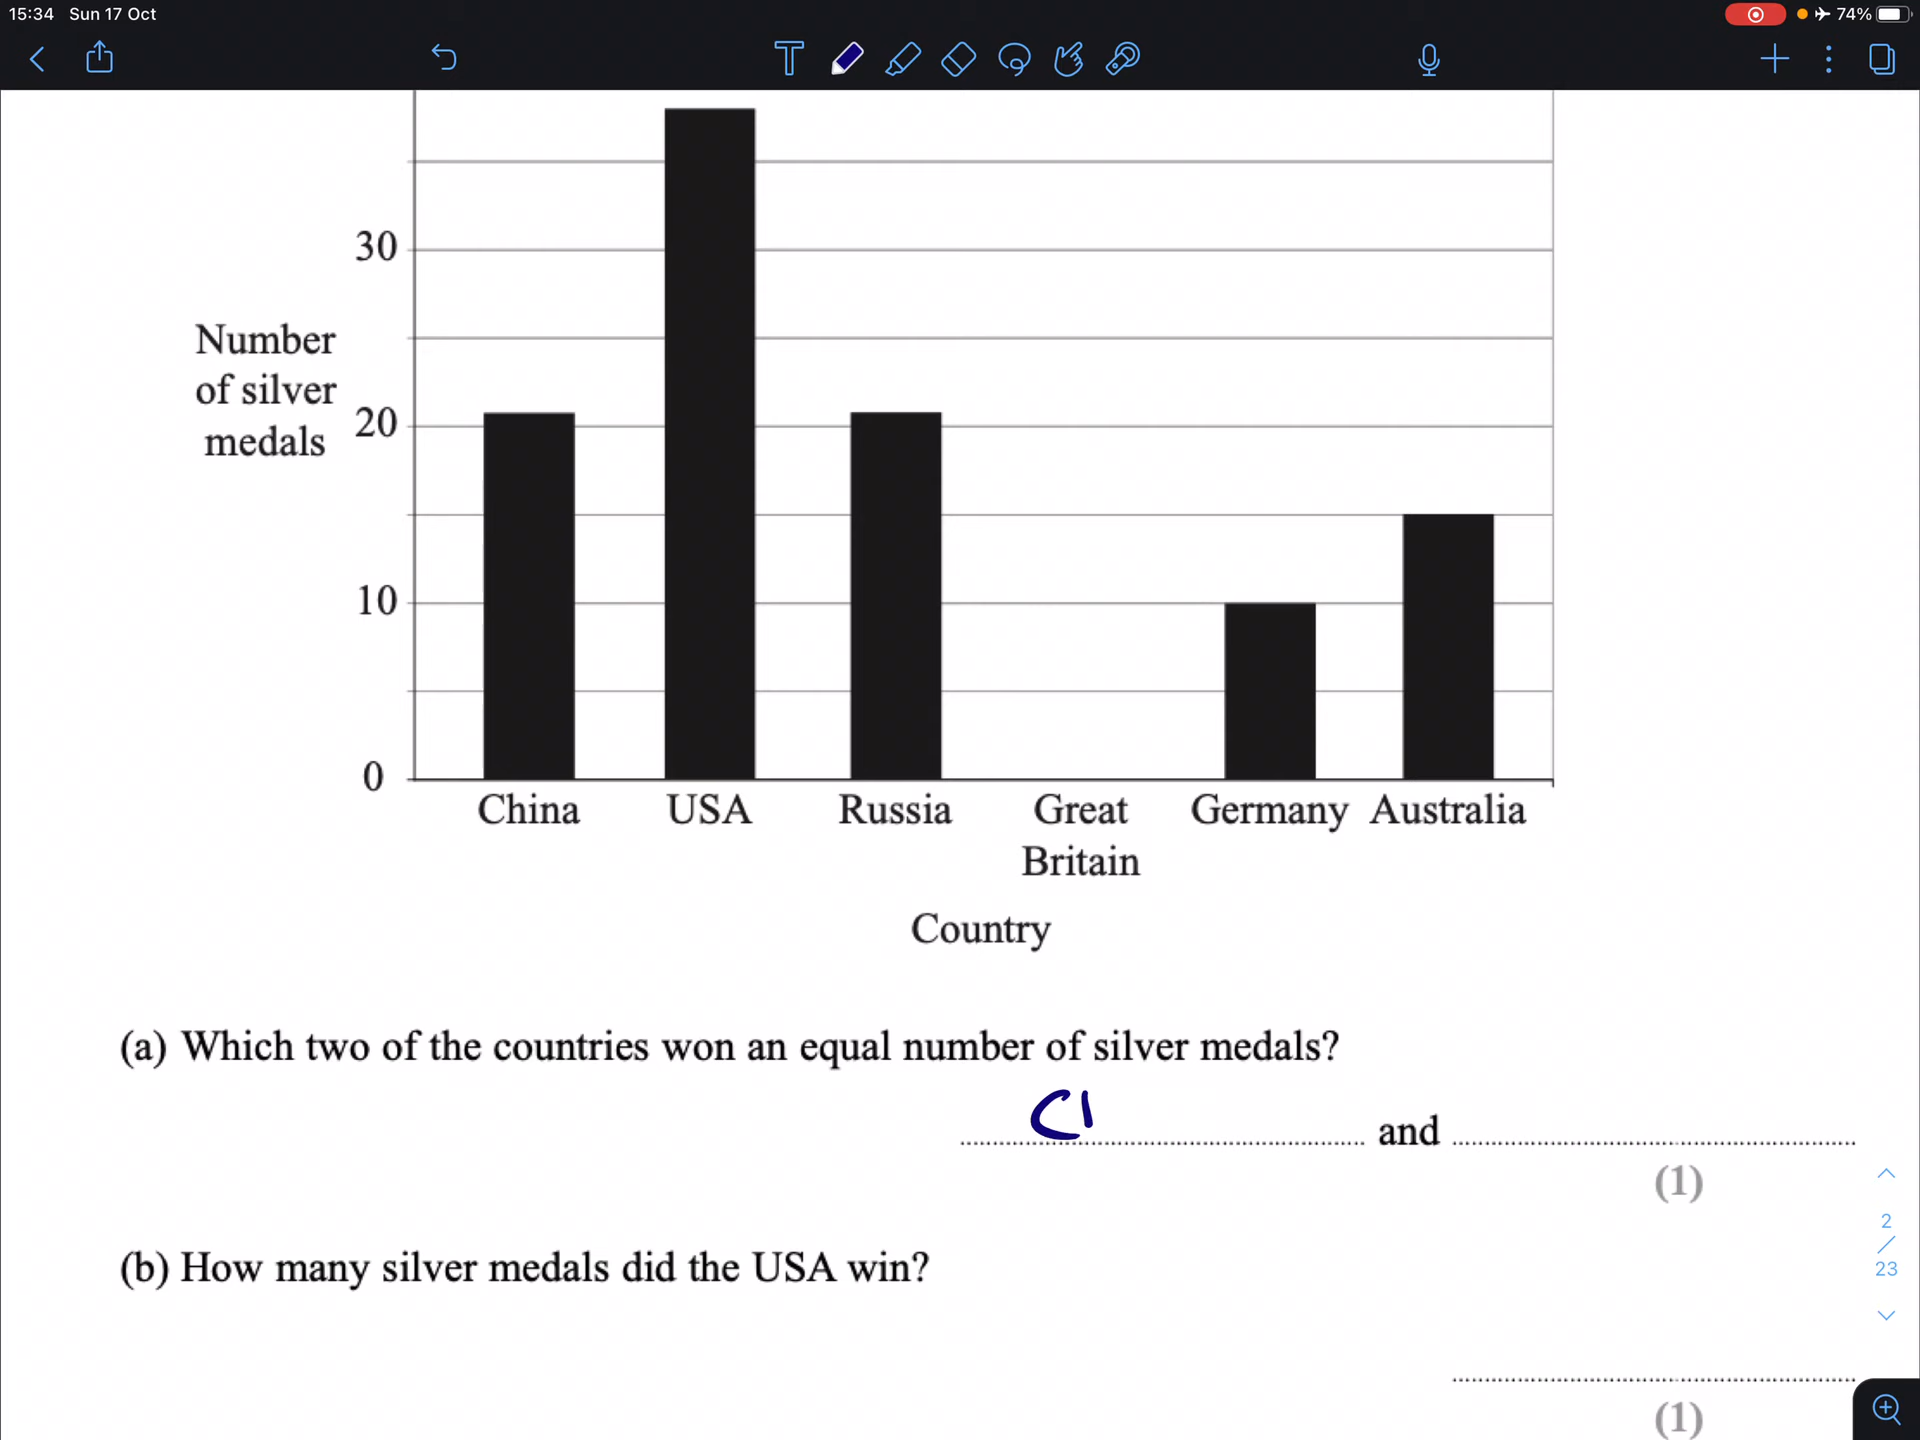 15:34 Sun 17 Oct 74%
30
Number
of silver
medals
20
10
0
China USA Russia Great Britain Germany Australia
Country
(a) Which two of the countries won an equal number of silver medals?
Cl and
(1)
(b) How many silver medals did the USA win?
(1)
2
/
23